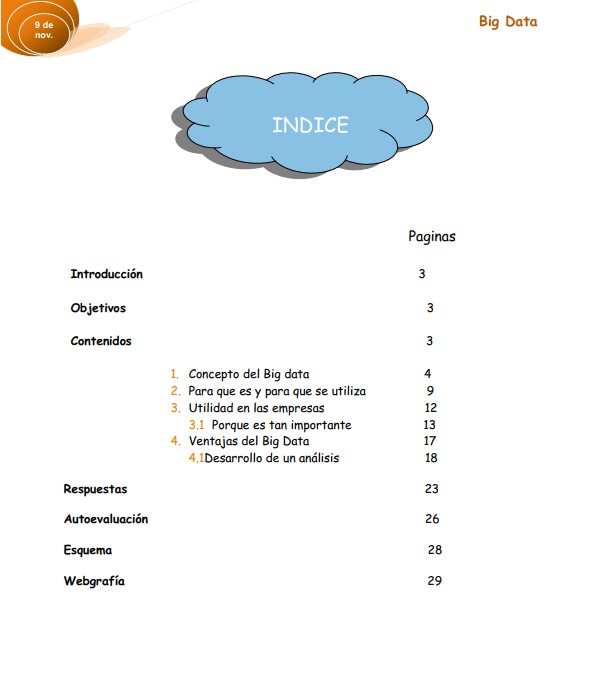 9 de
nov.
Big Data
INDICE
Paginas
Introducción 3
Objetivos 3
Contenidos 3
1. Concepto del Big data 4
2. Para que es y para que se utiliza 9
3. Utilidad en las empresas 12
3.1 Porque es tan importante 13
4. Ventajas del Big Data 17
4.1Desarrollo de un análisis 18
Respuestas 23
Autoevaluación 26
Esquema 28
Webgrafía 29